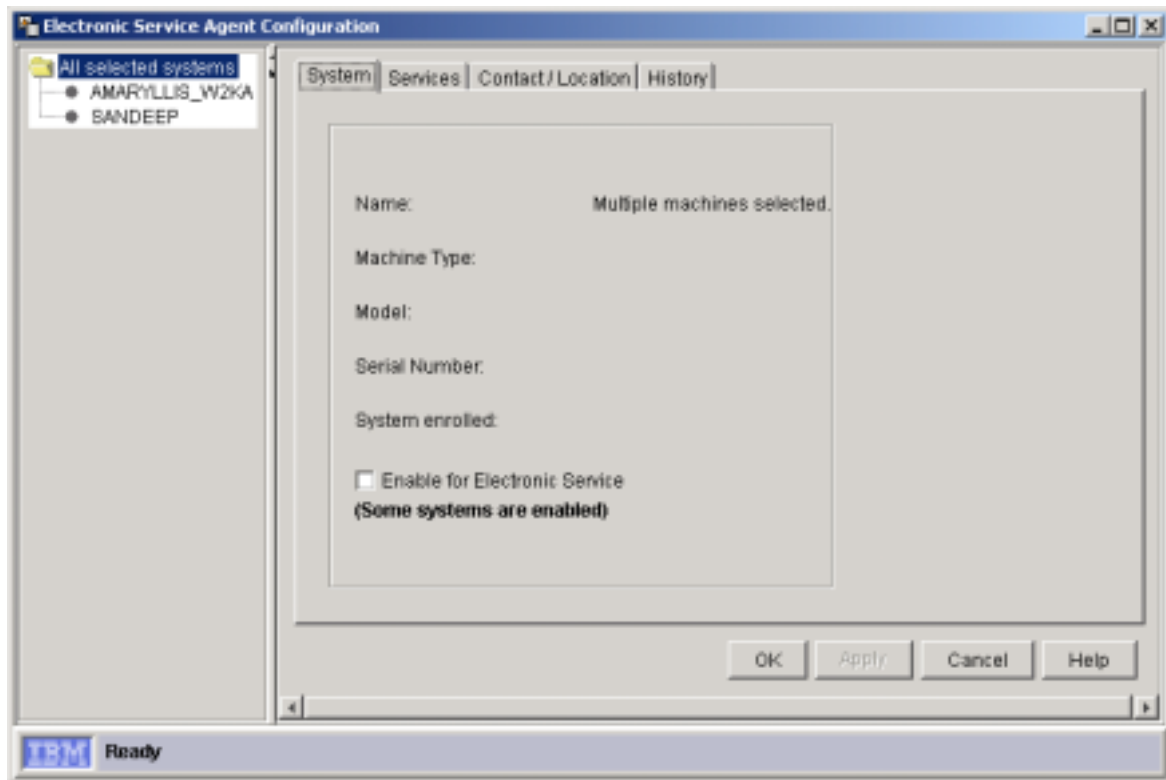 Electronic Service Agent Configuration
All selected systems
AMARYLLIS_W2KA
SANDEEP
System Services Contact / Location History
Name: Multiple machines selected.
Machine Type:
Model:
Serial Number:
System enrolled:
Enable for Electronic Service
(Some systems are enabled)
OK Apply Cancel Help
IBM Ready